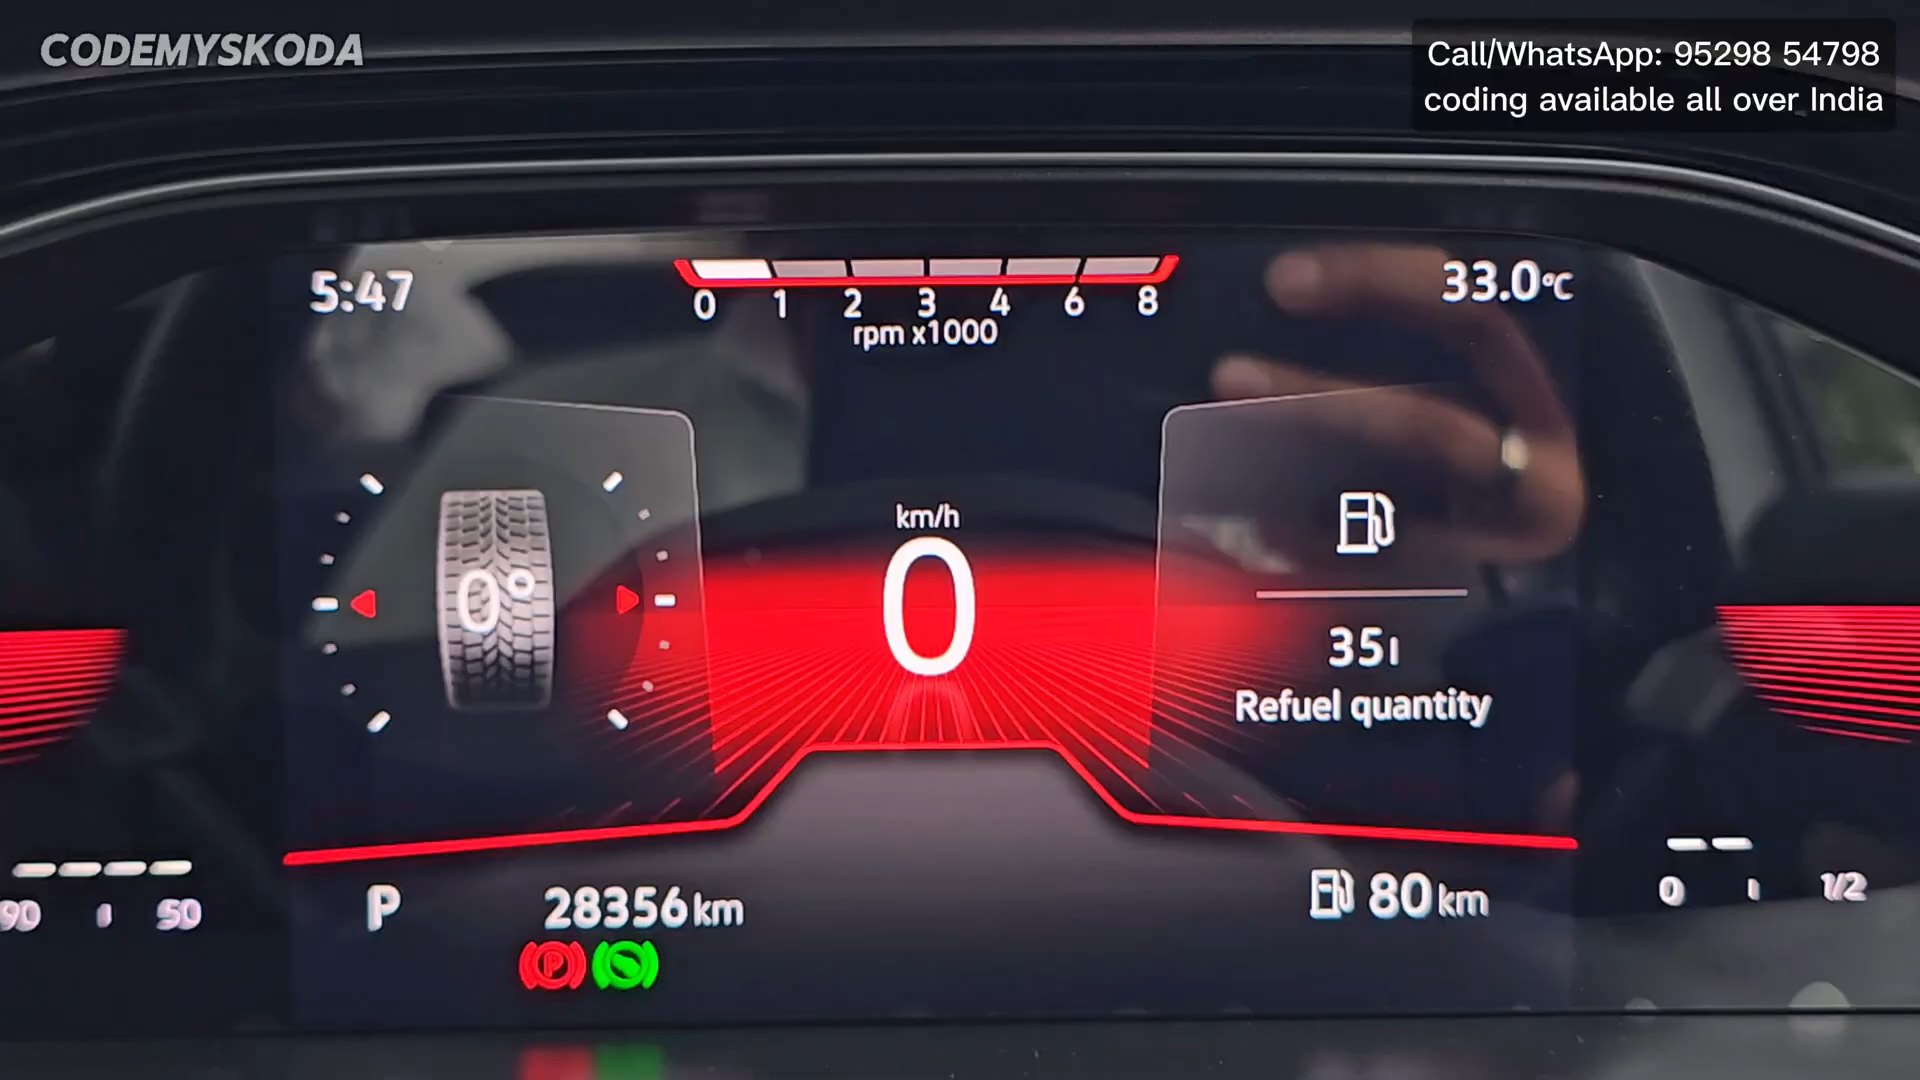 CODEMYSKODA
Call/WhatsApp: 95298 54798
coding available all over India
5:47
0 1 2 3 4 6 8
rpm x1000
33.0°C
km/h
0
0°
35l
Refuel quantity
90 50
P
28356 km
80 km
0 1/2
P